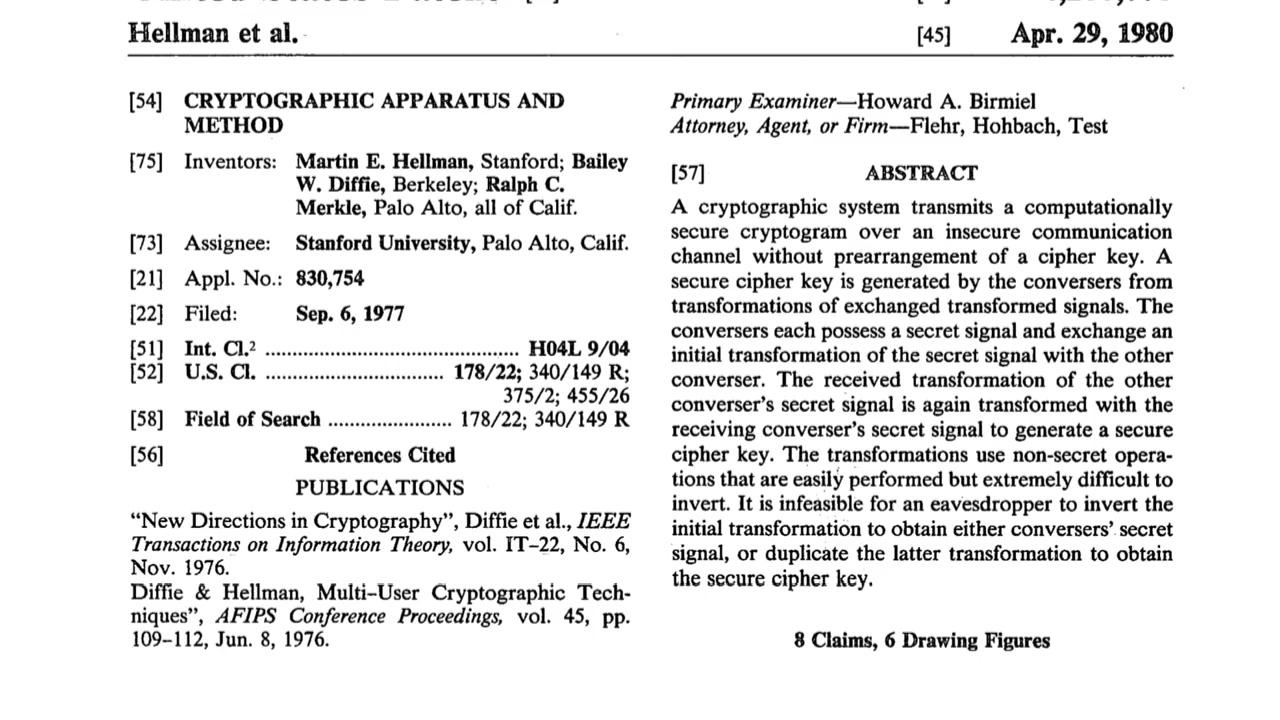 Hellman et al.
[45] Apr. 29, 1980
[54] CRYPTOGRAPHIC APPARATUS AND
METHOD
[75] Inventors: Martin E. Hellman, Stanford; Bailey
W. Diffie, Berkeley; Ralph C.
Merkle, Palo Alto, all of Calif.
[73] Assignee: Stanford University, Palo Alto, Calif.
[21] Appl. No.: 830,754
[22] Filed: Sep. 6, 1977
[51] Int. Cl.² .............................................. H04L 9/04
[52] U.S. Cl. ................................. 178/22; 340/149 R;
375/2; 455/26
[58] Field of Search ....................... 178/22; 340/149 R
[56] References Cited
PUBLICATIONS
“New Directions in Cryptography”, Diffie et al., IEEE
Transactions on Information Theory, vol. IT–22, No. 6,
Nov. 1976.
Diffie & Hellman, Multi–User Cryptographic Tech-
niques”, AFIPS Conference Proceedings, vol. 45, pp.
109–112, Jun. 8, 1976.
Primary Examiner—Howard A. Birmiel
Attorney, Agent, or Firm—Flehr, Hohbach, Test
[57] ABSTRACT
A cryptographic system transmits a computationally
secure cryptogram over an insecure communication
channel without prearrangement of a cipher key. A
secure cipher key is generated by the conversers from
transformations of exchanged transformed signals. The
conversers each possess a secret signal and exchange an
initial transformation of the secret signal with the other
converser. The received transformation of the other
converser’s secret signal is again transformed with the
receiving converser’s secret signal to generate a secure
cipher key. The transformations use non-secret opera-
tions that are easily performed but extremely difficult to
invert. It is infeasible for an eavesdropper to invert the
initial transformation to obtain either conversers’ secret
signal, or duplicate the latter transformation to obtain
the secure cipher key.
8 Claims, 6 Drawing Figures